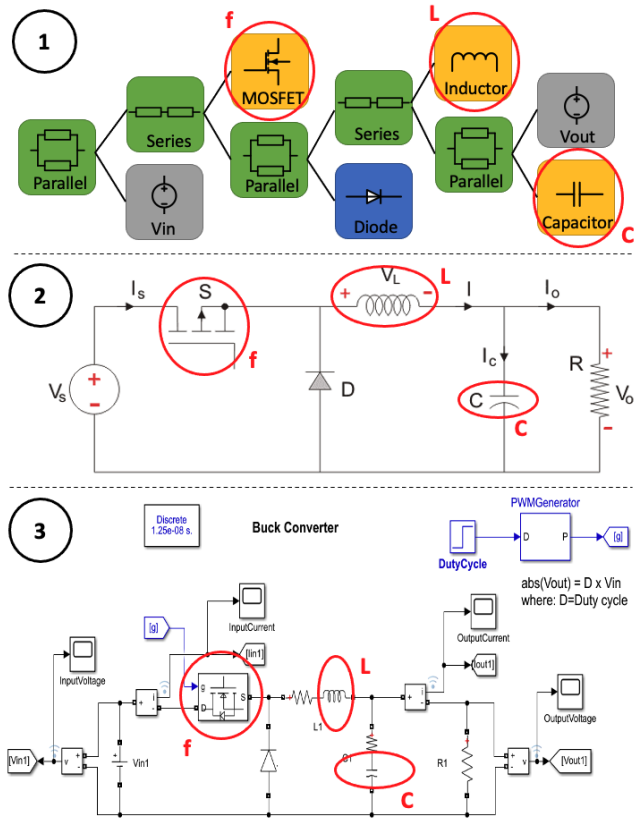 1
f
L
MOSFET
Inductor
Series
Series
Vout
Parallel
Parallel
Parallel
Vin
Diode
Capacitor
C
2
Is
S
f
VL
L
+
−
I
Io
Vs
+
−
D
Ic
C
C
R
+
Vo
−
3
Discrete
1.25e-08 s.
Buck Converter
PWMGenerator
D
P
[g]
DutyCycle
abs(Vout) = D x Vin
where: D=Duty cycle
[g]
InputCurrent
[Iin1]
OutputCurrent
[Iout1]
InputVoltage
OutputVoltage
g
D
S
f
L
L1
C
R1
Vin1
[Vin1]
v
+
-
+
i
-
+
i
-
+
-
v
[Vout1]